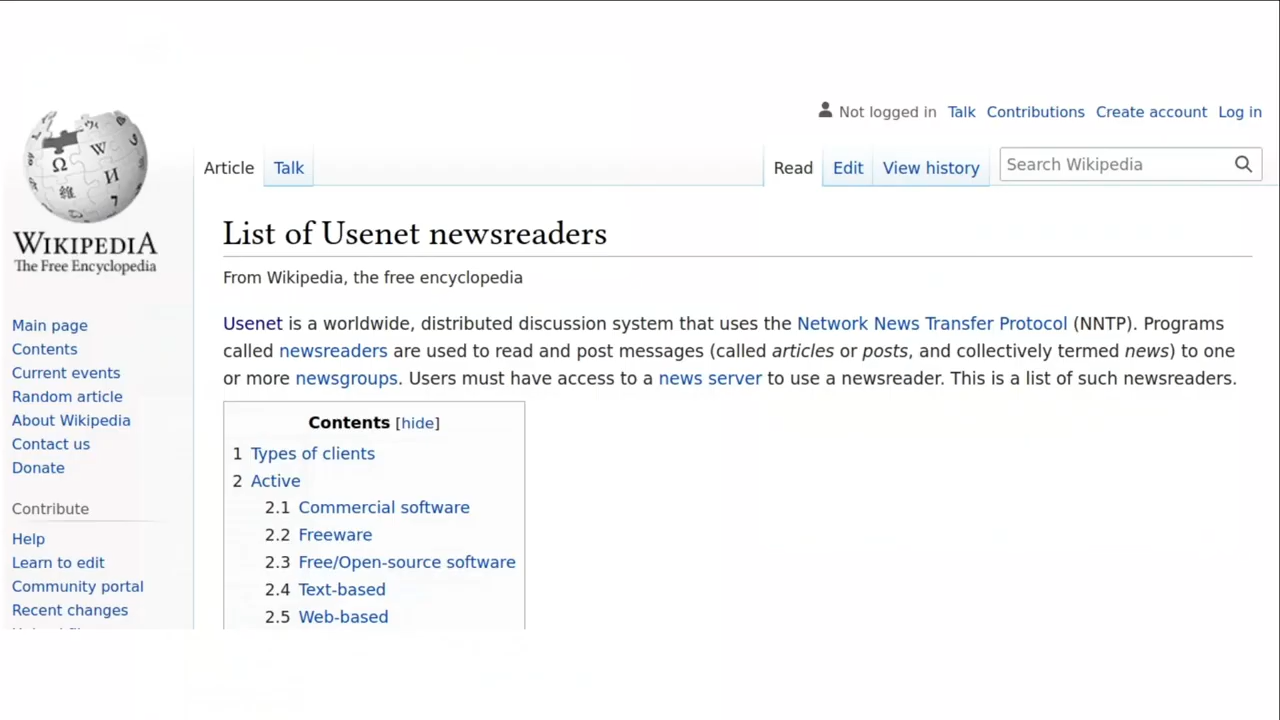 Not logged in Talk Contributions Create account Log in
Article Talk Read Edit View history Search Wikipedia
WIKIPEDIA
The Free Encyclopedia
Main page
Contents
Current events
Random article
About Wikipedia
Contact us
Donate
Contribute
Help
Learn to edit
Community portal
Recent changes
List of Usenet newsreaders
From Wikipedia, the free encyclopedia
Usenet is a worldwide, distributed discussion system that uses the Network News Transfer Protocol (NNTP). Programs
called newsreaders are used to read and post messages (called articles or posts, and collectively termed news) to one
or more newsgroups. Users must have access to a news server to use a newsreader. This is a list of such newsreaders.
Contents [hide]
1 Types of clients
2 Active
2.1 Commercial software
2.2 Freeware
2.3 Free/Open-source software
2.4 Text-based
2.5 Web-based